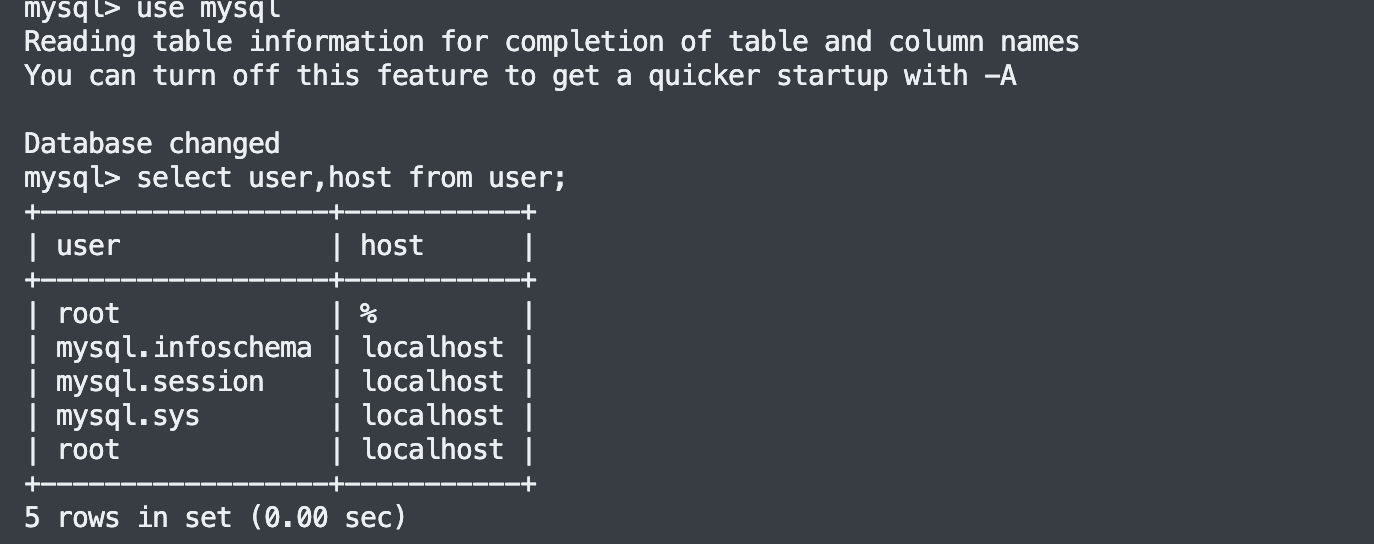 mysql> use mysql
Reading table information for completion of table and column names
You can turn off this feature to get a quicker startup with -A
Database changed
mysql> select user,host from user;
+------------------+-----------+
| user             | host      |
+------------------+-----------+
| root             | %         |
| mysql.infoschema | localhost |
| mysql.session    | localhost |
| mysql.sys        | localhost |
| root             | localhost |
+------------------+-----------+
5 rows in set (0.00 sec)